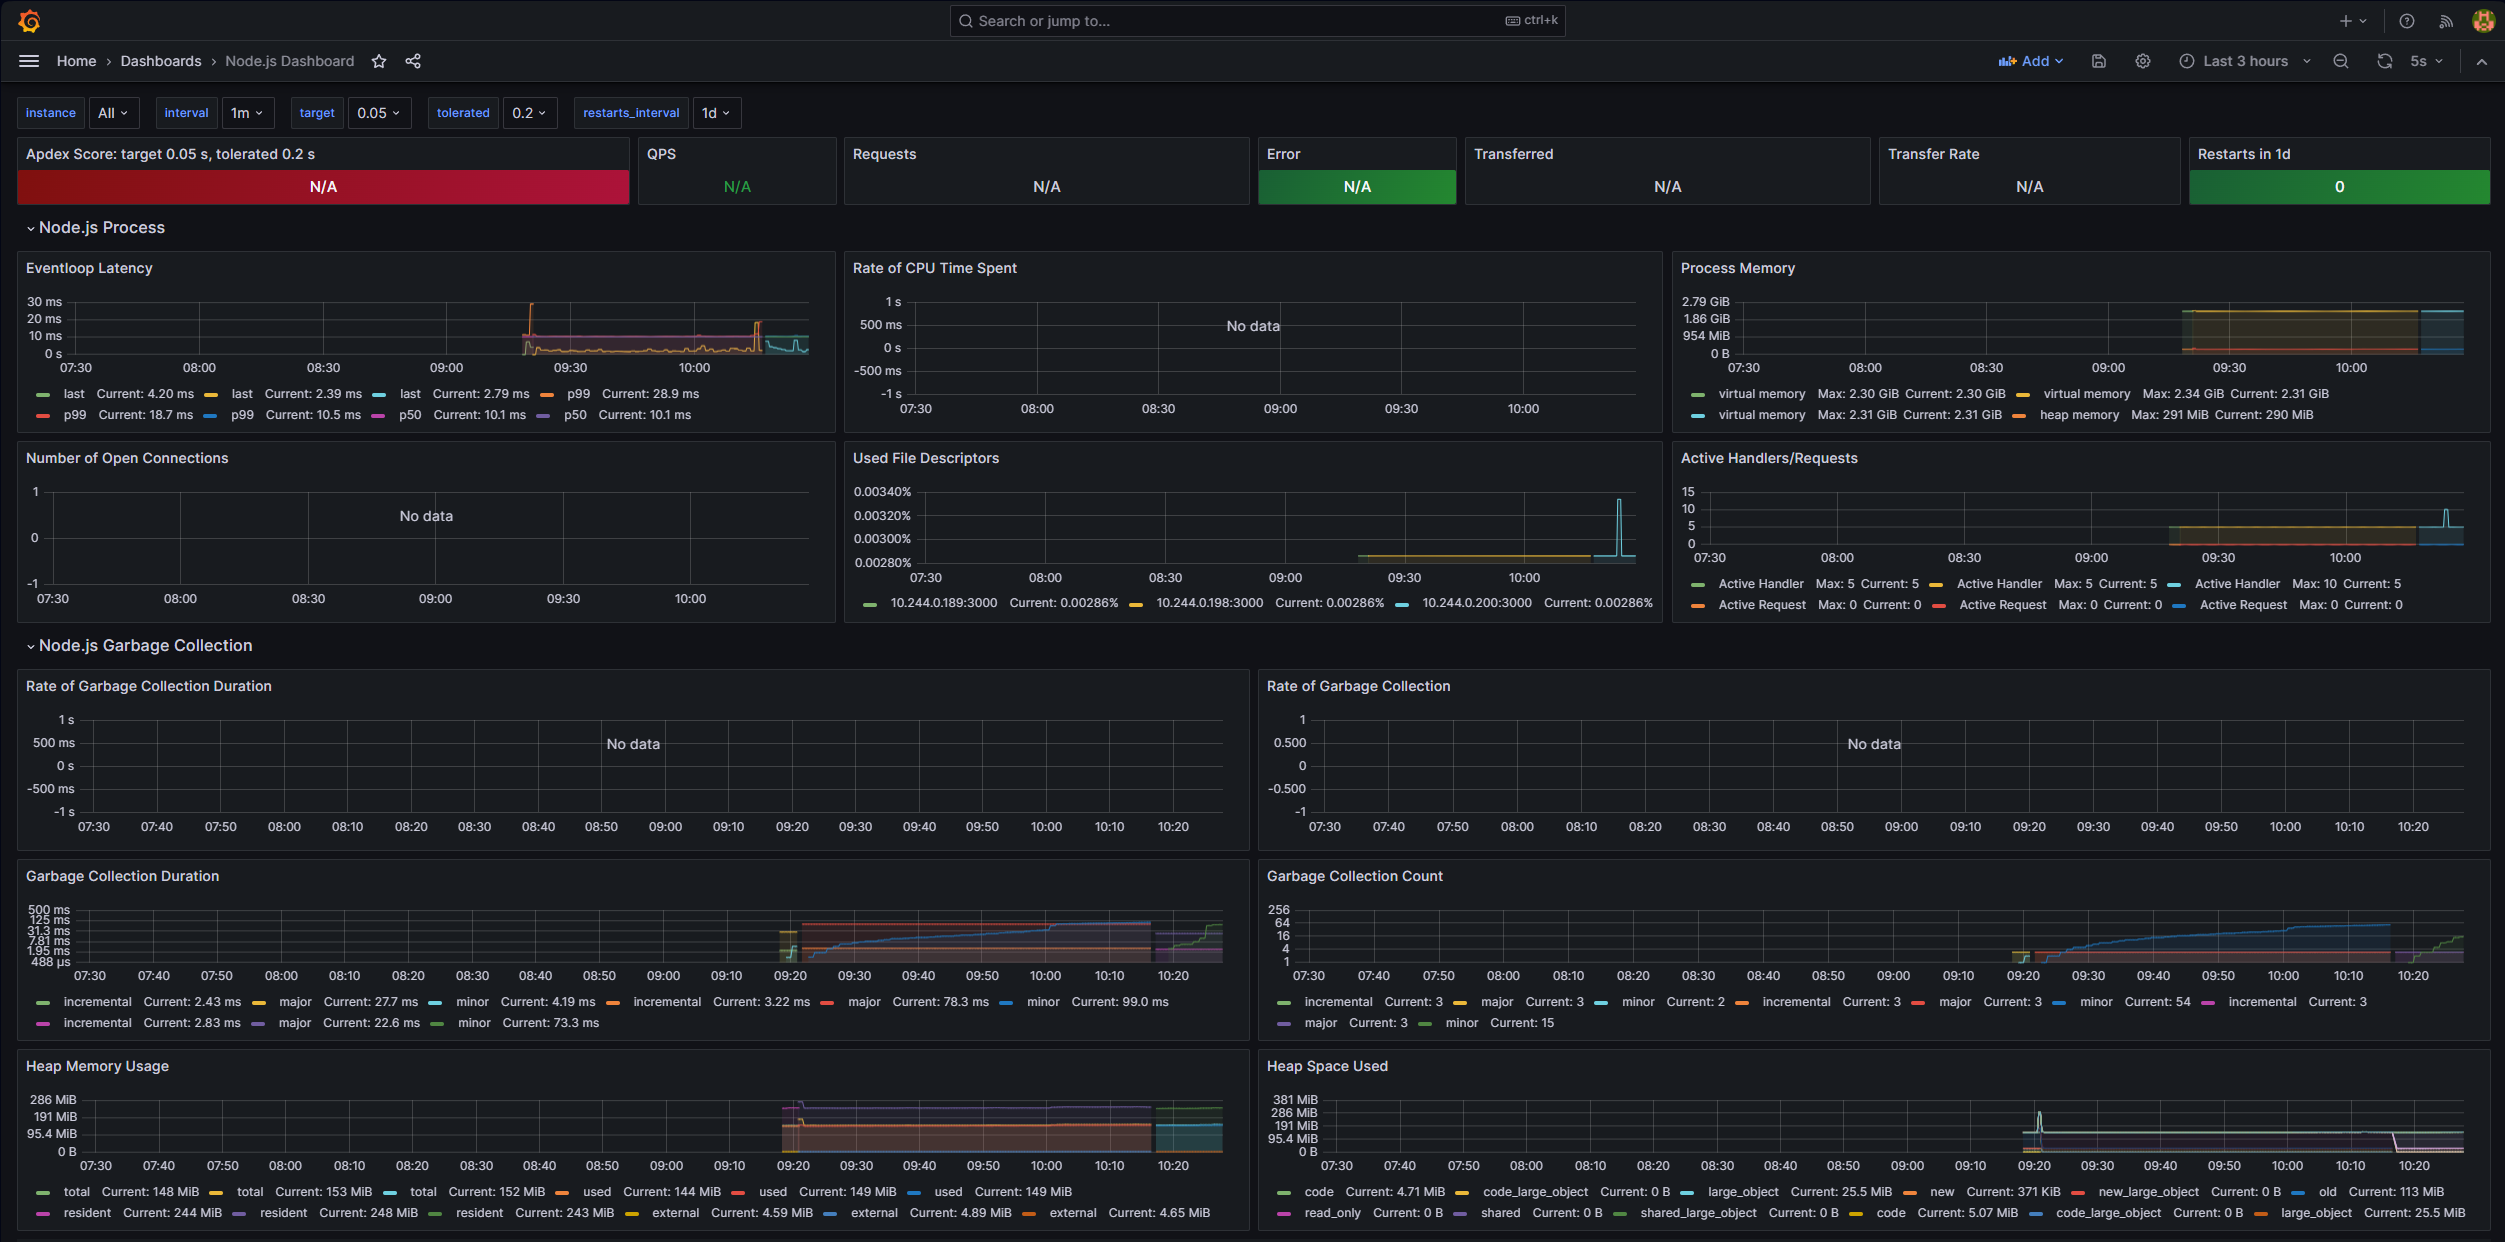 Search or jump to...
ctrl+k
Home › Dashboards › Node.js Dashboard
Add
Last 3 hours
5s
instance All interval 1m target 0.05 tolerated 0.2 restarts_interval 1d
Apdex Score: target 0.05 s, tolerated 0.2 s
N/A
QPS
N/A
Requests
N/A
Error
N/A
Transferred
N/A
Transfer Rate
N/A
Restarts in 1d
0
Node.js Process
Eventloop Latency
30 ms
20 ms
10 ms
0 s
07:30 08:00 08:30 09:00 09:30 10:00
last Current: 4.20 ms last Current: 2.39 ms last Current: 2.79 ms p99 Current: 28.9 ms
p99 Current: 18.7 ms p99 Current: 10.5 ms p50 Current: 10.1 ms p50 Current: 10.1 ms
Rate of CPU Time Spent
1 s
500 ms
0 s
-500 ms
-1 s
No data
07:30 08:00 08:30 09:00 09:30 10:00
Process Memory
2.79 GiB
1.86 GiB
954 MiB
0 B
07:30 08:00 08:30 09:00 09:30 10:00
virtual memory Max: 2.30 GiB Current: 2.30 GiB virtual memory Max: 2.34 GiB Current: 2.31 GiB
virtual memory Max: 2.31 GiB Current: 2.31 GiB heap memory Max: 291 MiB Current: 290 MiB
Number of Open Connections
1
0
-1
No data
07:30 08:00 08:30 09:00 09:30 10:00
Used File Descriptors
0.00340%
0.00320%
0.00300%
0.00280%
07:30 08:00 08:30 09:00 09:30 10:00
10.244.0.189:3000 Current: 0.00286% 10.244.0.198:3000 Current: 0.00286% 10.244.0.200:3000 Current: 0.00286%
Active Handlers/Requests
15
10
5
0
07:30 08:00 08:30 09:00 09:30 10:00
Active Handler Max: 5 Current: 5 Active Handler Max: 5 Current: 5 Active Handler Max: 10 Current: 5
Active Request Max: 0 Current: 0 Active Request Max: 0 Current: 0 Active Request Max: 0 Current: 0
Node.js Garbage Collection
Rate of Garbage Collection Duration
1 s
500 ms
0 s
-500 ms
-1 s
No data
07:30 07:40 07:50 08:00 08:10 08:20 08:30 08:40 08:50 09:00 09:10 09:20 09:30 09:40 09:50 10:00 10:10 10:20
Rate of Garbage Collection
1
0.500
0
-0.500
-1
No data
07:30 07:40 07:50 08:00 08:10 08:20 08:30 08:40 08:50 09:00 09:10 09:20 09:30 09:40 09:50 10:00 10:10 10:20
Garbage Collection Duration
500 ms
125 ms
31.3 ms
7.81 ms
1.95 ms
488 µs
07:30 07:40 07:50 08:00 08:10 08:20 08:30 08:40 08:50 09:00 09:10 09:20 09:30 09:40 09:50 10:00 10:10 10:20
incremental Current: 2.43 ms major Current: 27.7 ms minor Current: 4.19 ms incremental Current: 3.22 ms major Current: 78.3 ms minor Current: 99.0 ms
incremental Current: 2.83 ms major Current: 22.6 ms minor Current: 73.3 ms
Garbage Collection Count
256
64
16
4
1
07:30 07:40 07:50 08:00 08:10 08:20 08:30 08:40 08:50 09:00 09:10 09:20 09:30 09:40 09:50 10:00 10:10 10:20
incremental Current: 3 major Current: 3 minor Current: 2 incremental Current: 3 major Current: 3 minor Current: 54 incremental Current: 3
major Current: 3 minor Current: 15
Heap Memory Usage
286 MiB
191 MiB
95.4 MiB
0 B
07:30 07:40 07:50 08:00 08:10 08:20 08:30 08:40 08:50 09:00 09:10 09:20 09:30 09:40 09:50 10:00 10:10 10:20
total Current: 148 MiB total Current: 153 MiB total Current: 152 MiB used Current: 144 MiB used Current: 149 MiB used Current: 149 MiB
resident Current: 244 MiB resident Current: 248 MiB resident Current: 243 MiB external Current: 4.59 MiB external Current: 4.89 MiB external Current: 4.65 MiB
Heap Space Used
381 MiB
286 MiB
191 MiB
95.4 MiB
0 B
07:30 07:40 07:50 08:00 08:10 08:20 08:30 08:40 08:50 09:00 09:10 09:20 09:30 09:40 09:50 10:00 10:10 10:20
code Current: 4.71 MiB code_large_object Current: 0 B large_object Current: 25.5 MiB new Current: 371 KiB new_large_object Current: 0 B old Current: 113 MiB
read_only Current: 0 B shared Current: 0 B shared_large_object Current: 0 B code Current: 5.07 MiB code_large_object Current: 0 B large_object Current: 25.5 MiB